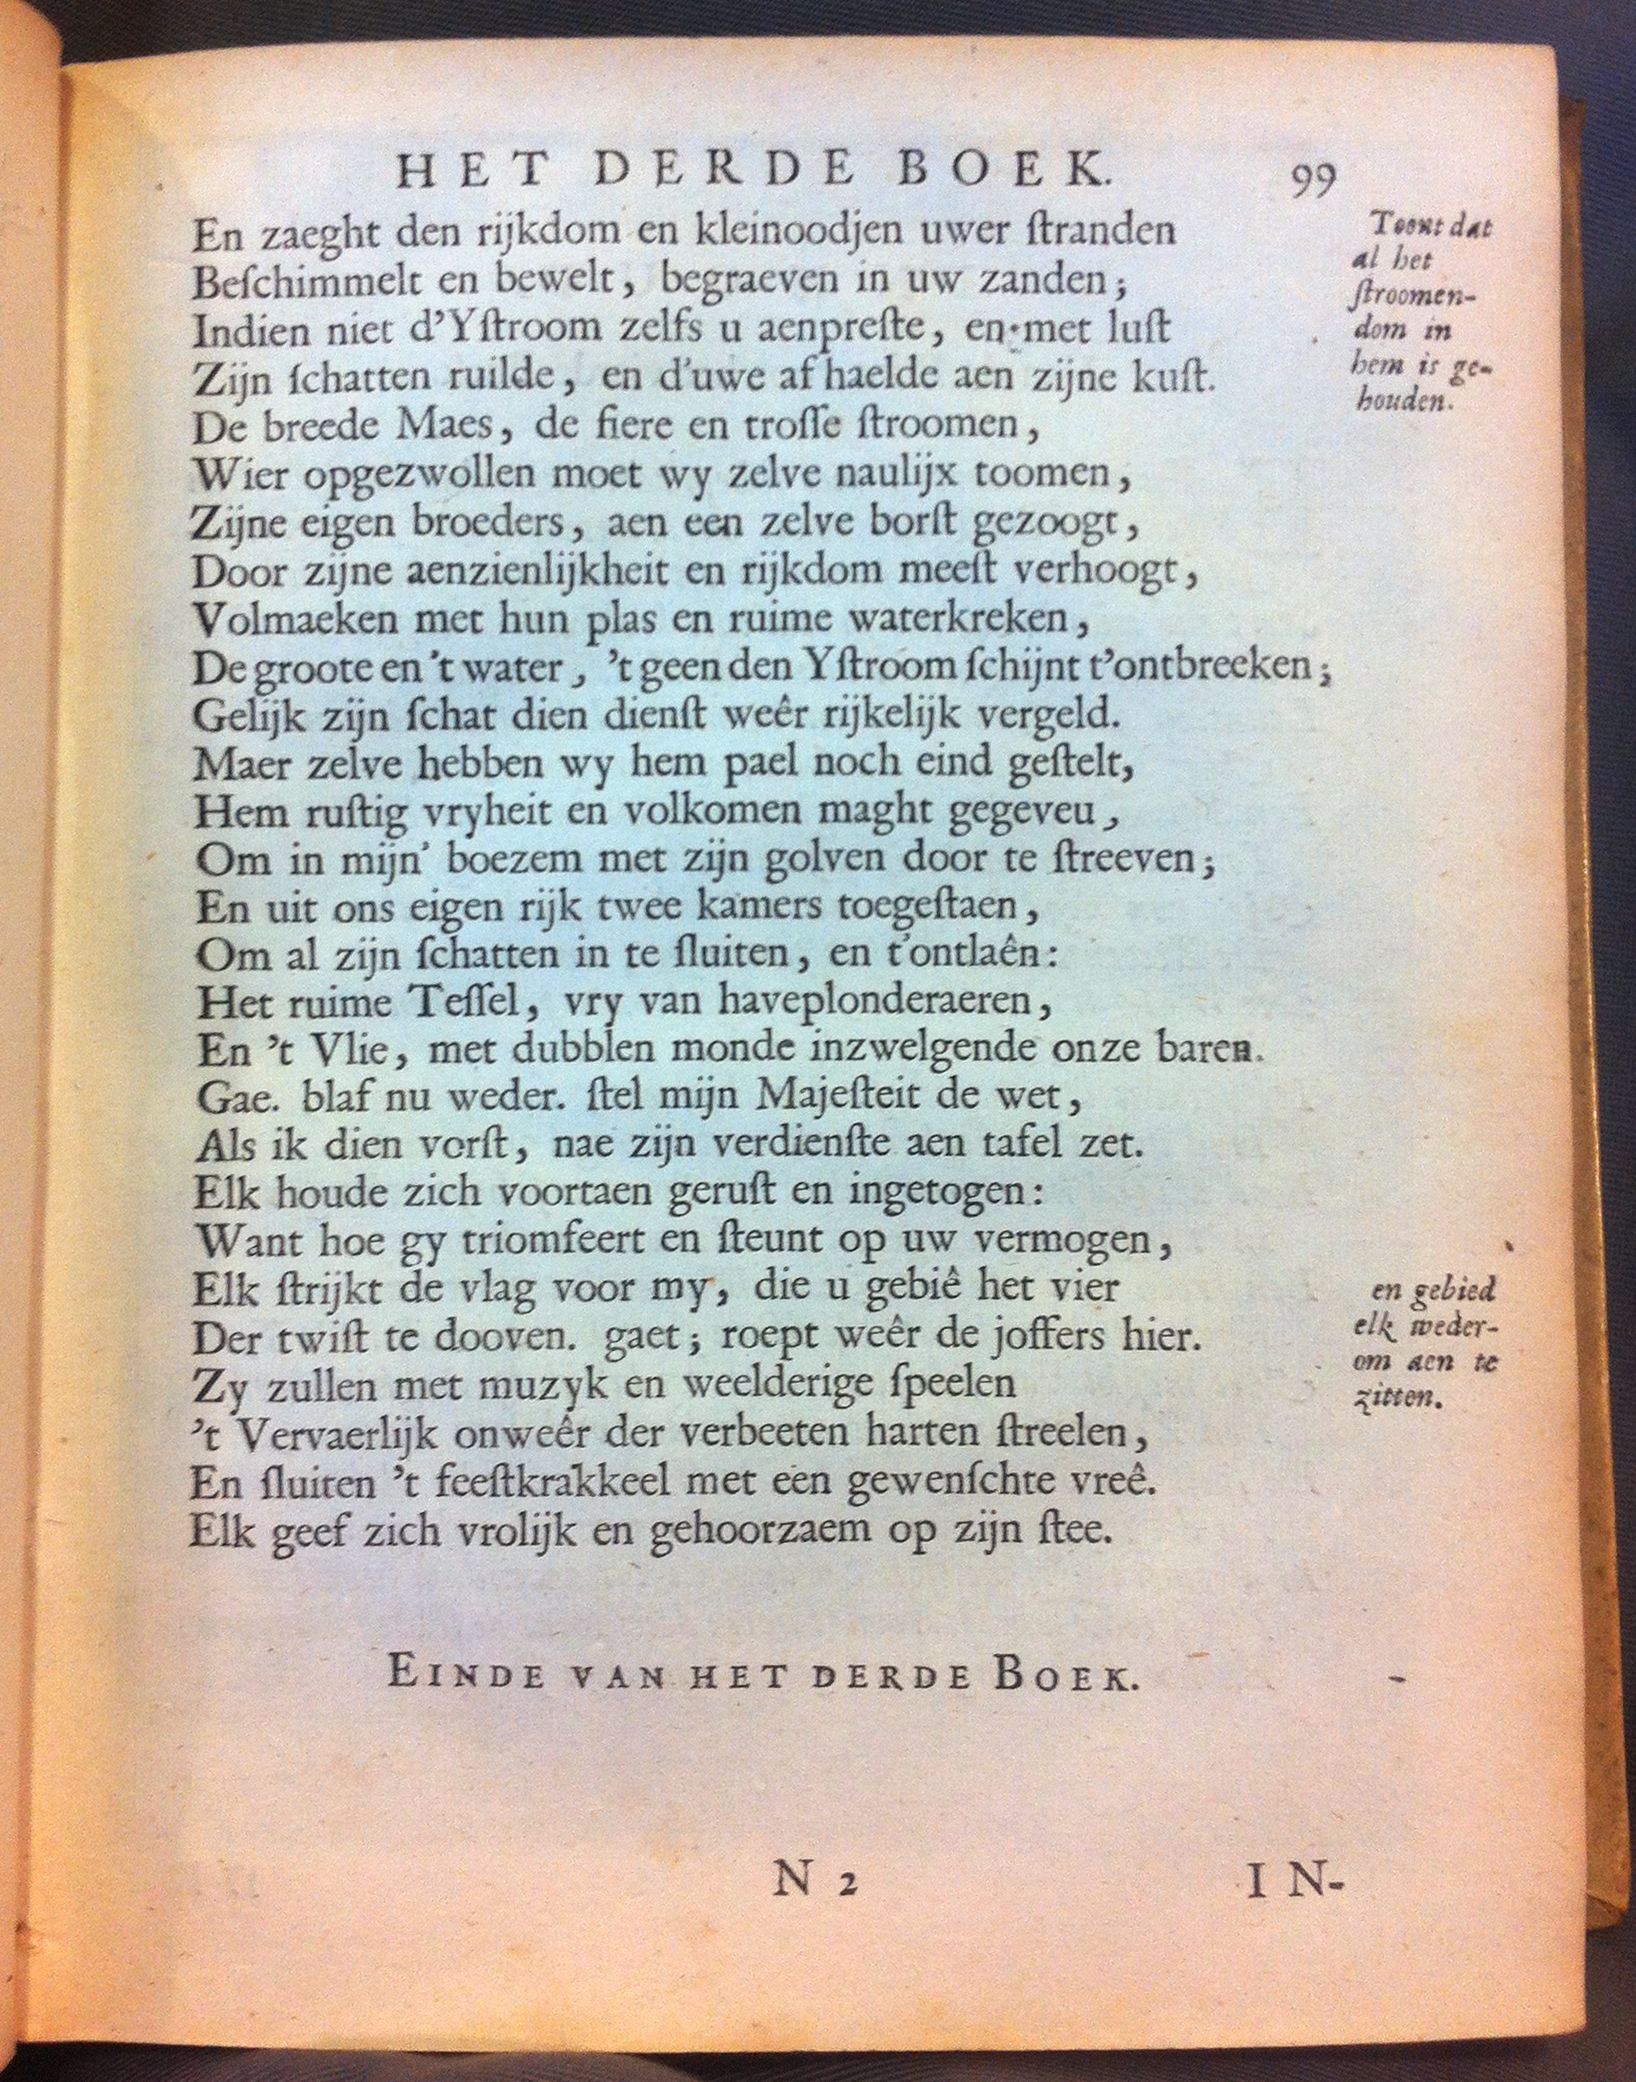 HET DERDE BOEK. 99
En zaeght den rijkdom en kleinoodjen uwer ſtranden
Beſchimmelt en bewelt, begraeven in uw zanden;
Indien niet d'Yſtroom zelfs u aenpreſte, en met luſt
Zijn ſchatten ruilde, en d'uwe af haelde aen zijne kuſt.
De breede Maes, de fiere en troſſe ſtroomen,
Wier opgezwollen moet wy zelve naulijx toomen,
Zijne eigen broeders, aen een zelve borſt gezoogt,
Door zijne aenzienlijkheit en rijkdom meeſt verhoogt,
Volmaeken met hun plas en ruime waterkreken,
De groote en 't water, 't geen den Yſtroom ſchijnt t'ontbreeken;
Gelijk zijn ſchat dien dienſt weêr rijkelijk vergeld.
Maer zelve hebben wy hem pael noch eind geſtelt,
Hem ruſtig vryheit en volkomen maght gegeveu,
Om in mijn' boezem met zijn golven door te ſtreeven;
En uit ons eigen rijk twee kamers toegeſtaen,
Om al zijn ſchatten in te ſluiten, en t'ontlaên:
Het ruime Teſſel, vry van haveplonderaeren,
En 't Vlie, met dubblen monde inzwelgende onze baren.
Gae. blaf nu weder. ſtel mijn Majeſteit de wet,
Als ik dien vorſt, nae zijn verdienſte aen tafel zet.
Elk houde zich voortaen geruſt en ingetogen:
Want hoe gy triomfeert en ſteunt op uw vermogen,
Elk ſtrijkt de vlag voor my, die u gebiê het vier
Der twiſt te dooven. gaet; roept weêr de joffers hier.
Zy zullen met muzyk en weelderige ſpeelen
't Vervaerlijk onweêr der verbeeten harten ſtreelen,
En ſluiten 't feeſtkrakkeel met een gewenſchte vreê.
Elk geef zich vrolijk en gehoorzaem op zijn ſtee.
Toont dat
al het
ſtroomen-
dom in
hem is ge-
houden.
en gebied
elk weder-
om aen te
zitten.
EINDE VAN HET DERDE BOEK.
N 2
IN-